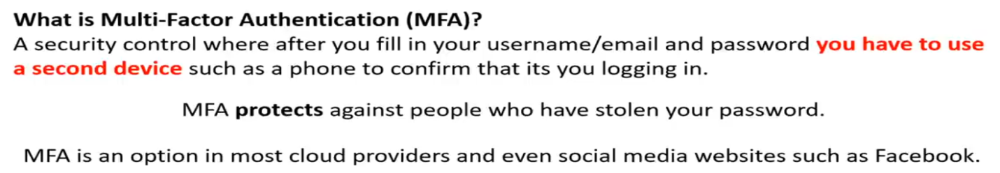 What is Multi-Factor Authentication (MFA)?
A security control where after you fill in your username/email and password you have to use
a second device such as a phone to confirm that its you logging in.
MFA protects against people who have stolen your password.
MFA is an option in most cloud providers and even social media websites such as Facebook.